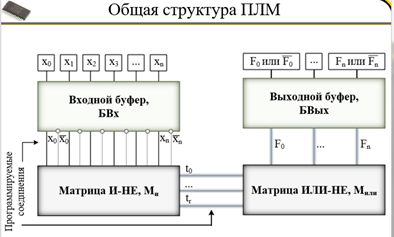 Общая структура ПЛМ
x0 x1 x2 x3 ... xn
F0 или F̅0 ... Fn или F̅n
Входной буфер,
БВх
Выходной буфер,
БВых
x0 x̅0 xn x̅n
F0 ... Fn
Программируемые
соединения
t0
...
tr
Матрица И-НЕ, Ми
Матрица ИЛИ-НЕ, Мили